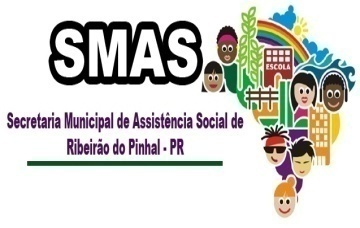 SMAS
Secretaria Municipal de Assistência Social de
Ribeirão do Pinhal - PR
ESCOLA